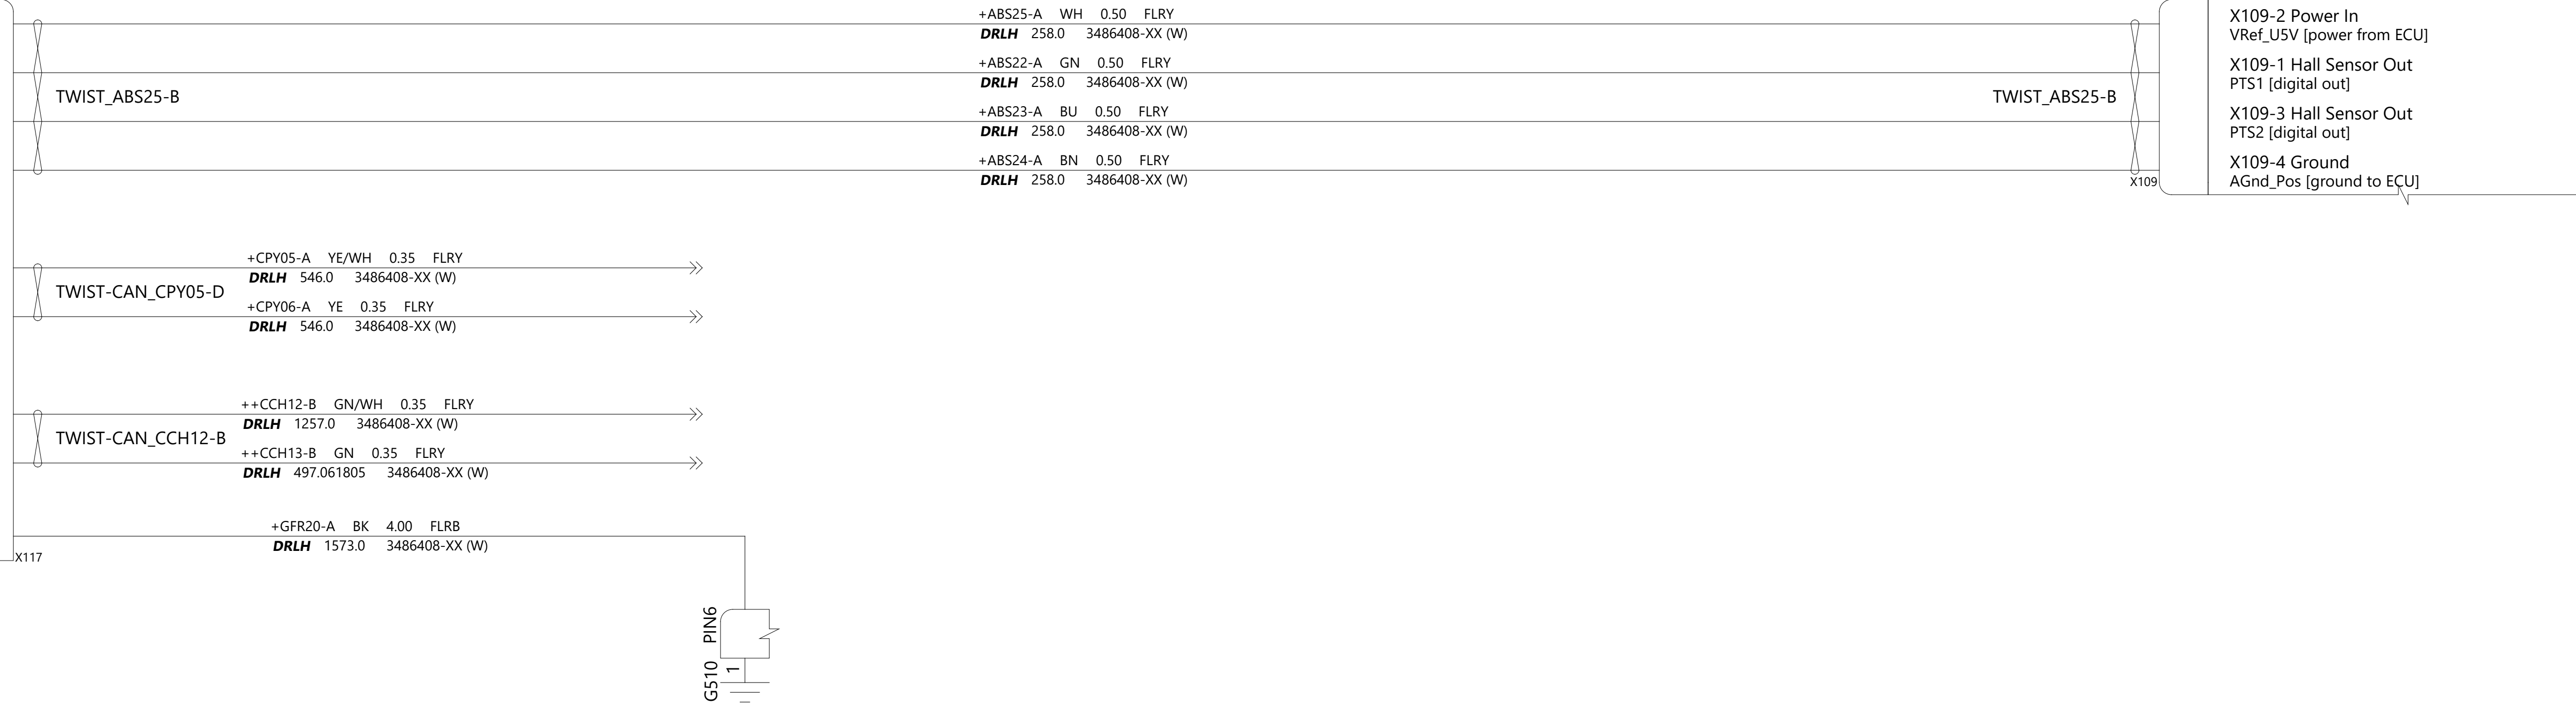 +ABS25-A WH 0.50 FLRY
DRLH 258.0 3486408-XX (W)
+ABS22-A GN 0.50 FLRY
DRLH 258.0 3486408-XX (W)
TWIST_ABS25-B
TWIST_ABS25-B
+ABS23-A BU 0.50 FLRY
DRLH 258.0 3486408-XX (W)
+ABS24-A BN 0.50 FLRY
DRLH 258.0 3486408-XX (W)
X109
X109-2 Power In
VRef_U5V [power from ECU]
X109-1 Hall Sensor Out
PTS1 [digital out]
X109-3 Hall Sensor Out
PTS2 [digital out]
X109-4 Ground
AGnd_Pos [ground to ECU]
+CPY05-A YE/WH 0.35 FLRY
DRLH 546.0 3486408-XX (W)
TWIST-CAN_CPY05-D
+CPY06-A YE 0.35 FLRY
DRLH 546.0 3486408-XX (W)
++CCH12-B GN/WH 0.35 FLRY
DRLH 1257.0 3486408-XX (W)
TWIST-CAN_CCH12-B
++CCH13-B GN 0.35 FLRY
DRLH 497.061805 3486408-XX (W)
+GFR20-A BK 4.00 FLRB
DRLH 1573.0 3486408-XX (W)
X117
PIN6
G510
1